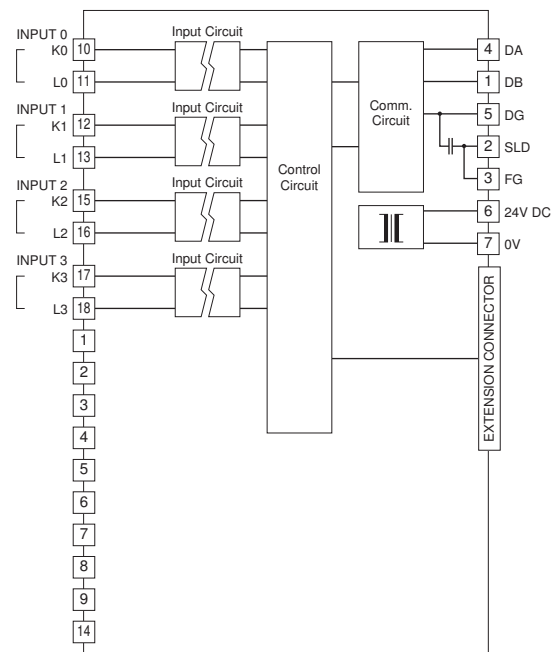 INPUT 0
K0 10
L0 11
Input Circuit
INPUT 1
K1 12
L1 13
Input Circuit
INPUT 2
K2 15
L2 16
Input Circuit
INPUT 3
K3 17
L3 18
Input Circuit
1
2
3
4
5
6
7
8
9
14
Control
Circuit
Comm.
Circuit
4 DA
1 DB
5 DG
2 SLD
3 FG
6 24V DC
7 0V
EXTENSION CONNECTOR